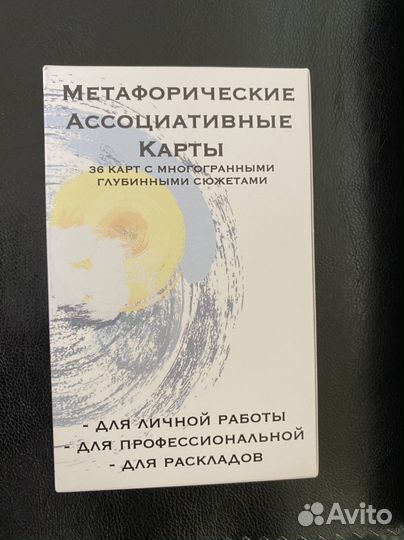 Метафорические
Ассоциативные
Карты
36 карт с многогранными
глубинными сюжетами
- для личной работы
- для профессиональной
- для раскладов
Avito